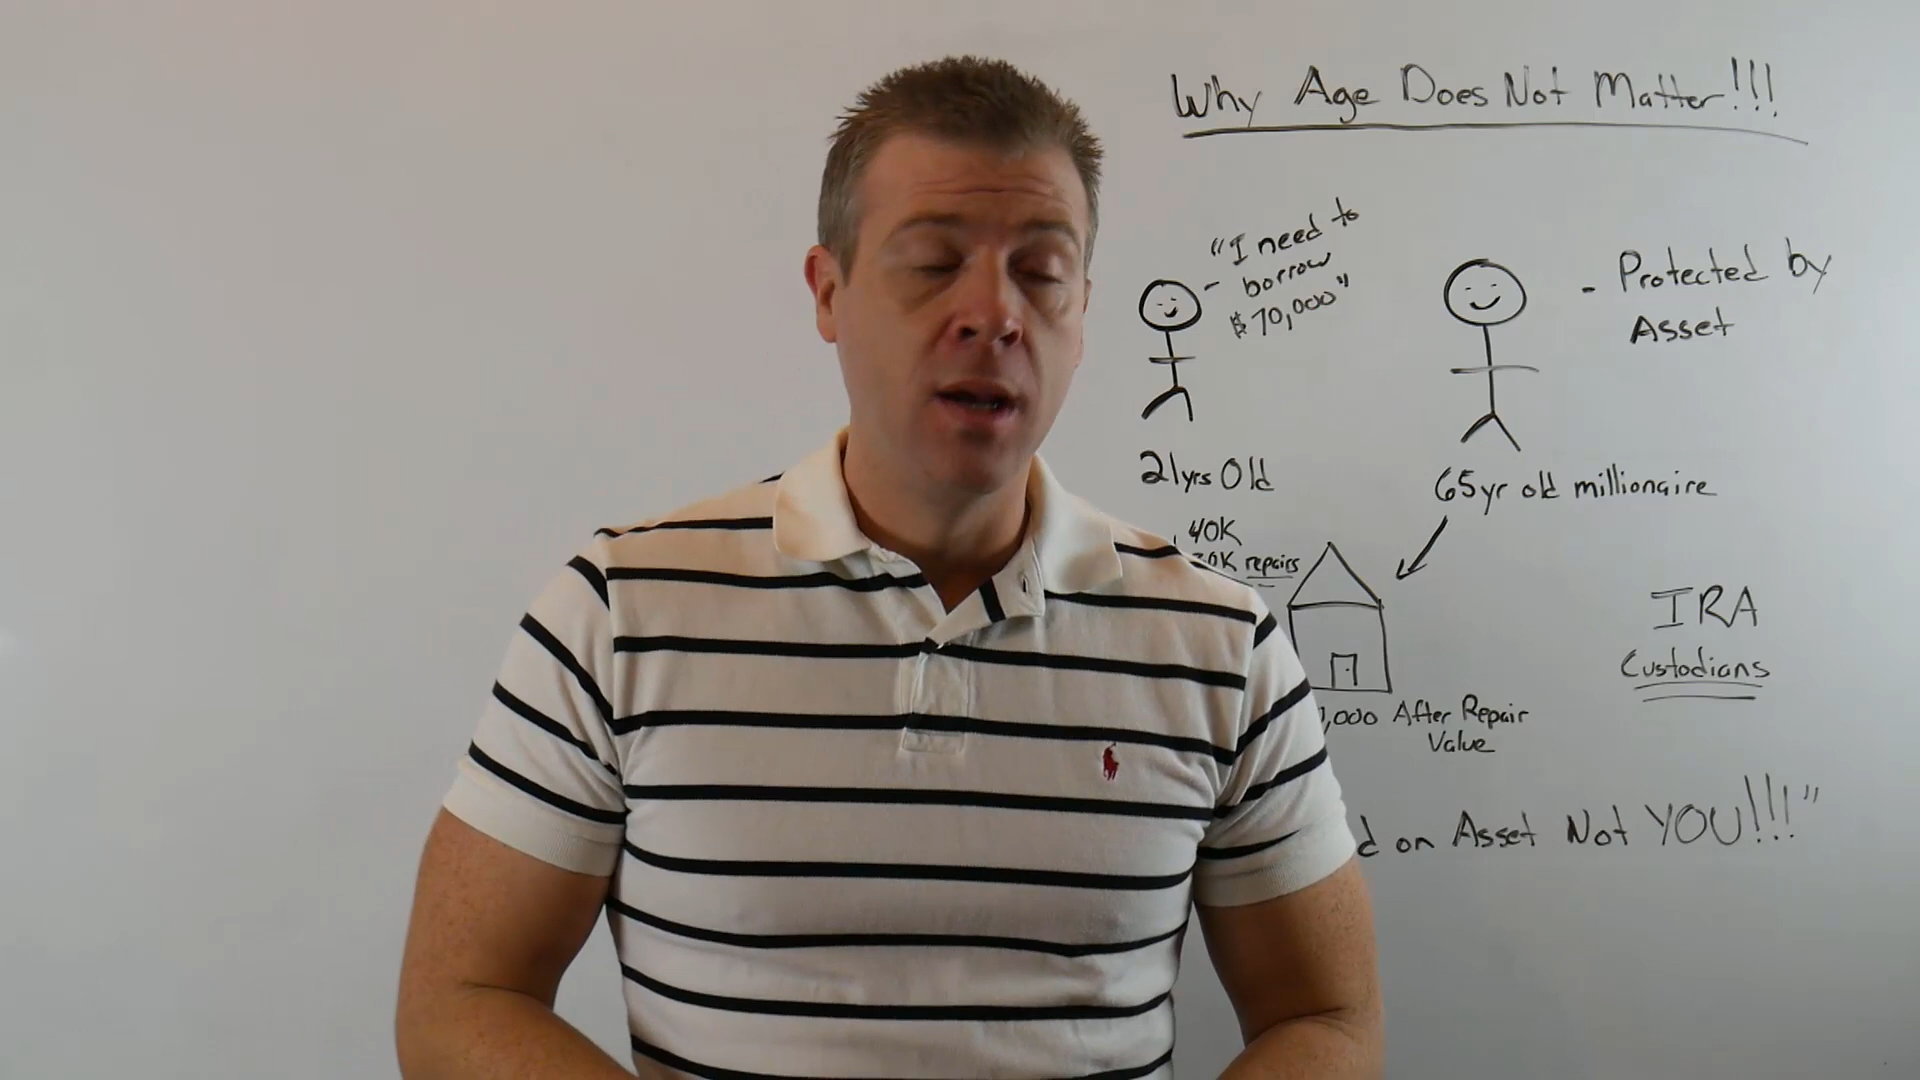 Why Age Does Not Matter!!!
"I need to
- borrow
$70,000"
- Protected by
Asset
21yrs Old
65yr old millionaire
40K
repairs
IRA
Custodians
,000 After Repair
Value
on Asset Not YOU!!!"